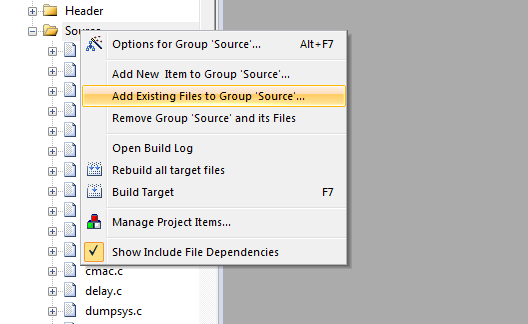 Header
Source
Options for Group 'Source'... Alt+F7
Add New Item to Group 'Source'...
Add Existing Files to Group 'Source'...
Remove Group 'Source' and its Files
Open Build Log
Rebuild all target files
Build Target F7
Manage Project Items...
Show Include File Dependencies
cmac.c
delay.c
dumpsys.c